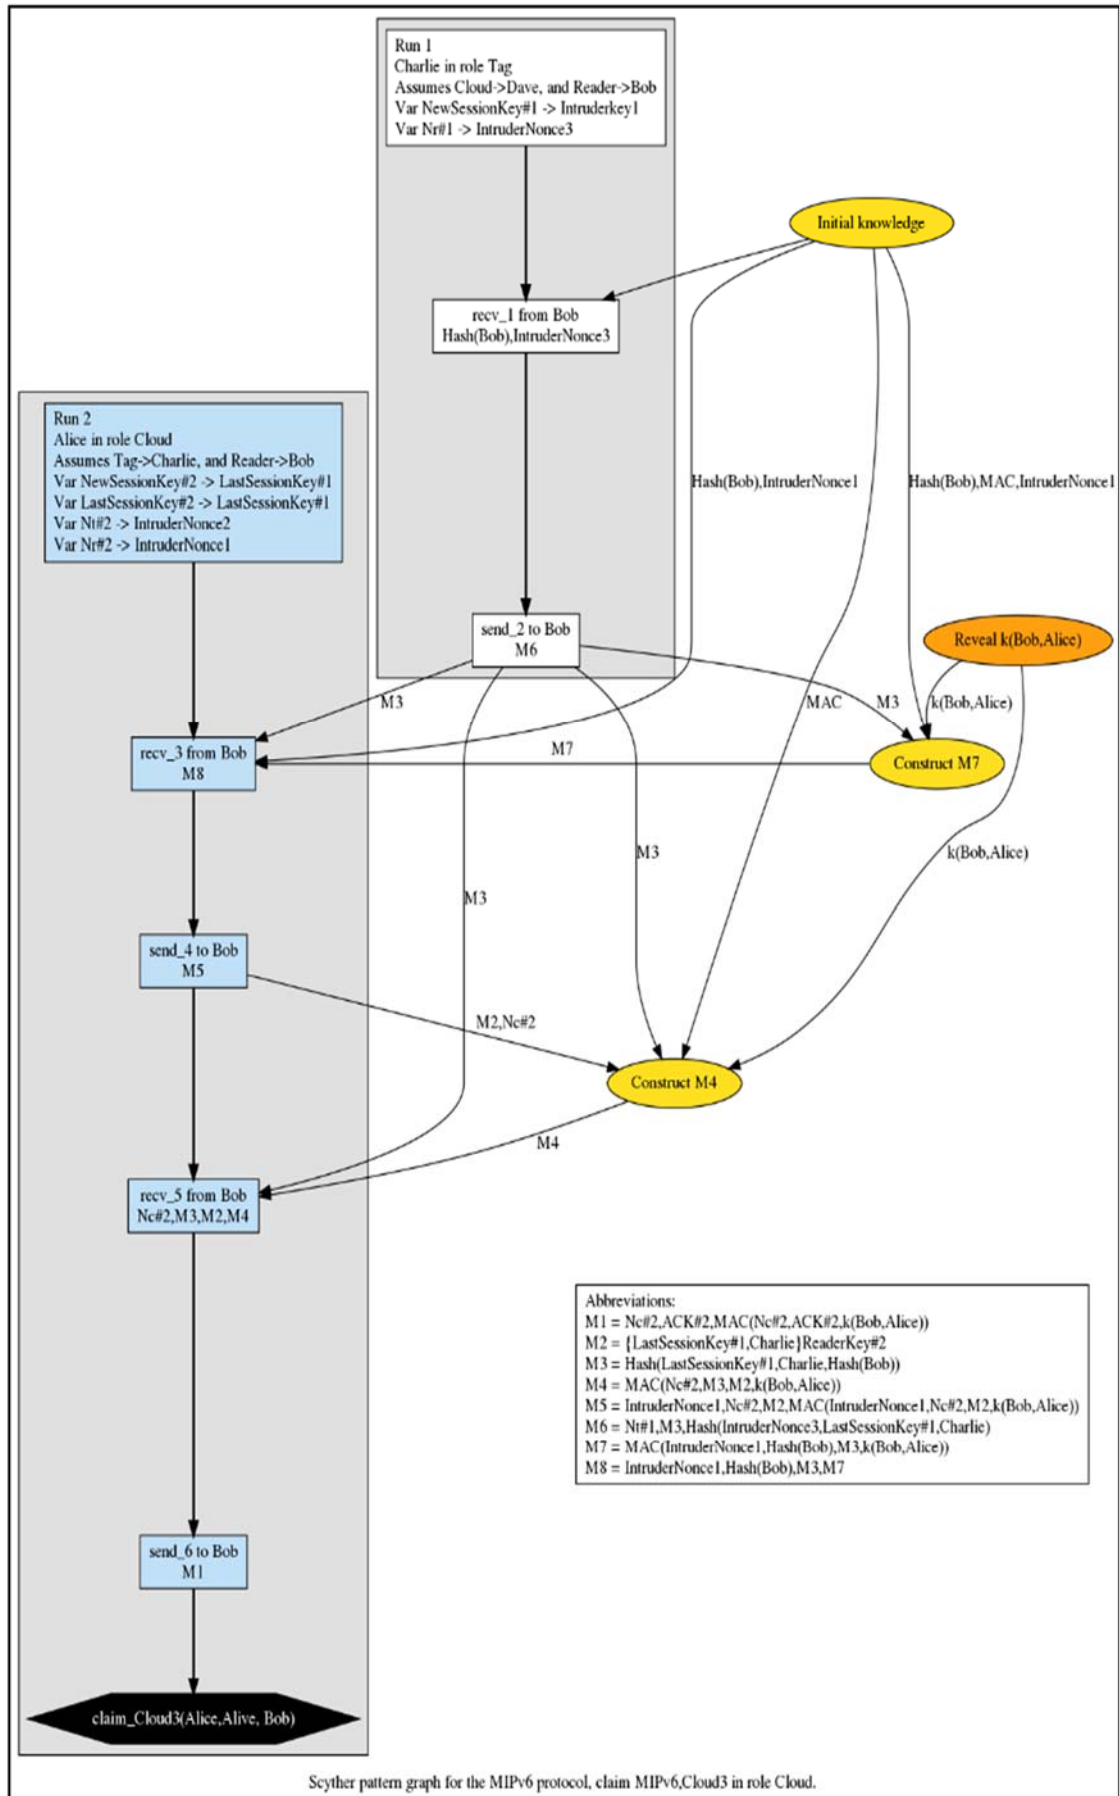 Run 1
Charlie in role Tag
Assumes Cloud->Dave, and Reader->Bob
Var NewSessionKey#1 -> Intruderkey1
Var Nr#1 -> IntruderNonce3
Initial knowledge
recv_1 from Bob
Hash(Bob),IntruderNonce3
Run 2
Alice in role Cloud
Assumes Tag->Charlie, and Reader->Bob
Var NewSessionKey#2 -> LastSessionKey#1
Var LastSessionKey#2 -> LastSessionKey#1
Var Nt#2 -> IntruderNonce2
Var Nr#2 -> IntruderNonce1
Hash(Bob),IntruderNonce1
Hash(Bob),MAC,IntruderNonce1
send_2 to Bob
M6
Reveal k(Bob,Alice)
M3
MAC
M3
k(Bob,Alice)
recv_3 from Bob
M8
M7
Construct M7
M3
M3
k(Bob,Alice)
send_4 to Bob
M5
M2,Nc#2
Construct M4
M4
recv_5 from Bob
Nc#2,M3,M2,M4
Abbreviations:
M1 = Nc#2,ACK#2,MAC(Nc#2,ACK#2,k(Bob,Alice))
M2 = {LastSessionKey#1,Charlie}ReaderKey#2
M3 = Hash(LastSessionKey#1,Charlie,Hash(Bob))
M4 = MAC(Nc#2,M3,M2,k(Bob,Alice))
M5 = IntruderNonce1,Nc#2,M2,MAC(IntruderNonce1,Nc#2,M2,k(Bob,Alice))
M6 = Nt#1,M3,Hash(IntruderNonce3,LastSessionKey#1,Charlie)
M7 = MAC(IntruderNonce1,Hash(Bob),M3,k(Bob,Alice))
M8 = IntruderNonce1,Hash(Bob),M3,M7
send_6 to Bob
M1
claim_Cloud3(Alice,Alive, Bob)
Scyther pattern graph for the MIPv6 protocol, claim MIPv6,Cloud3 in role Cloud.